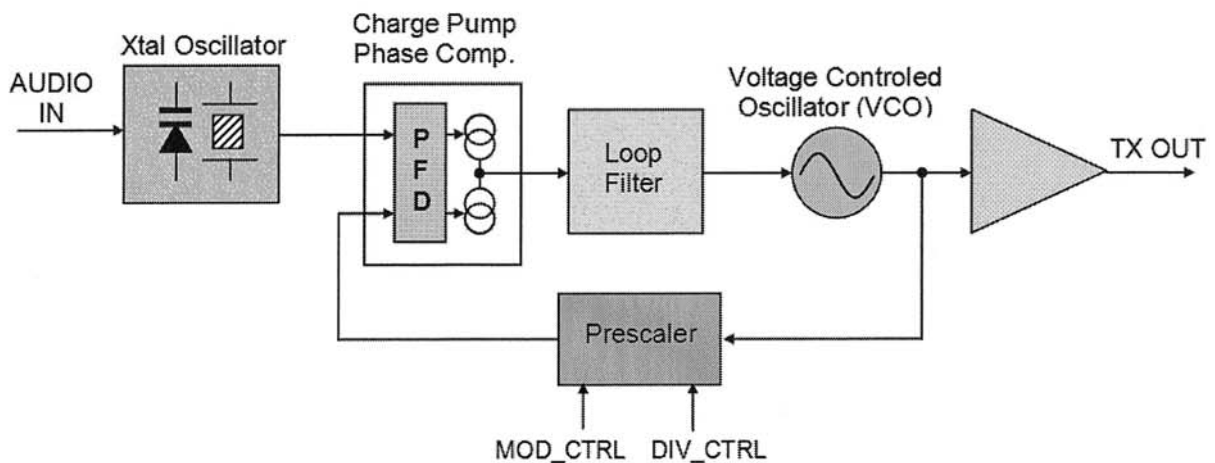 Xtal Oscillator
AUDIO
IN
Charge Pump
Phase Comp.
P
F
D
Loop
Filter
Voltage Controled
Oscillator (VCO)
TX OUT
Prescaler
MOD_CTRL
DIV_CTRL